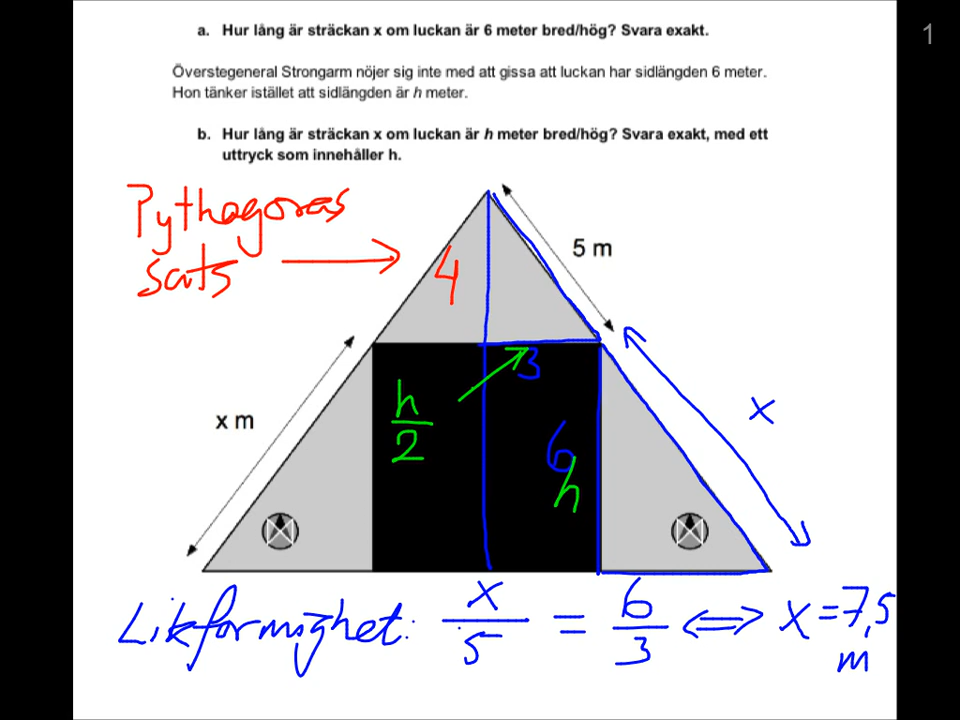 1
a. Hur lång är sträckan x om luckan är 6 meter bred/hög? Svara exakt.
Överstegeneral Strongarm nöjer sig inte med att gissa att luckan har sidlängden 6 meter.
Hon tänker istället att sidlängden är h meter.
b. Hur lång är sträckan x om luckan är h meter bred/hög? Svara exakt, med ett
uttryck som innehåller h.
Pythagoras
sats
5 m
4
3
h/2
x m
x
6
h
Likformighet: x/5 = 6/3 <=> x = 7,5
m